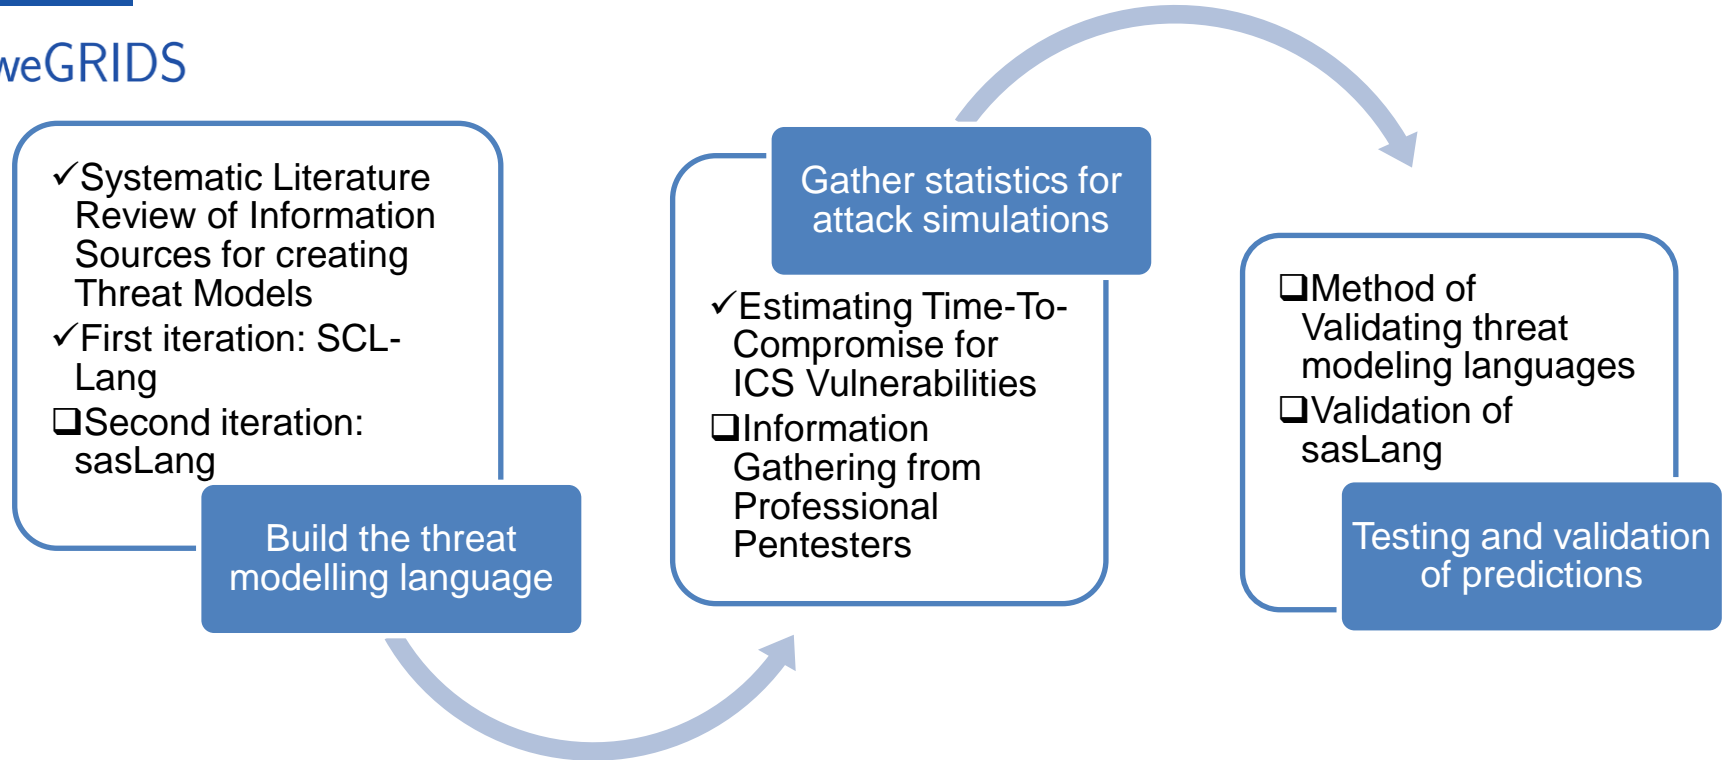 weGRIDS
✓Systematic Literature
Review of Information
Sources for creating
Threat Models
✓First iteration: SCL-
Lang
❑Second iteration:
sasLang
Build the threat
modelling language
Gather statistics for
attack simulations
✓Estimating Time-To-
Compromise for
ICS Vulnerabilities
❑Information
Gathering from
Professional
Pentesters
❑Method of
Validating threat
modeling languages
❑Validation of
sasLang
Testing and validation
of predictions